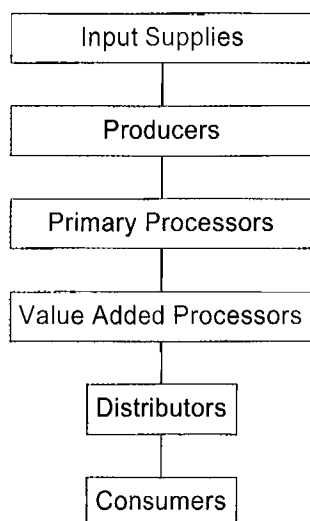 Input Supplies
Producers
Primary Processors
Value Added Processors
Distributors
Consumers